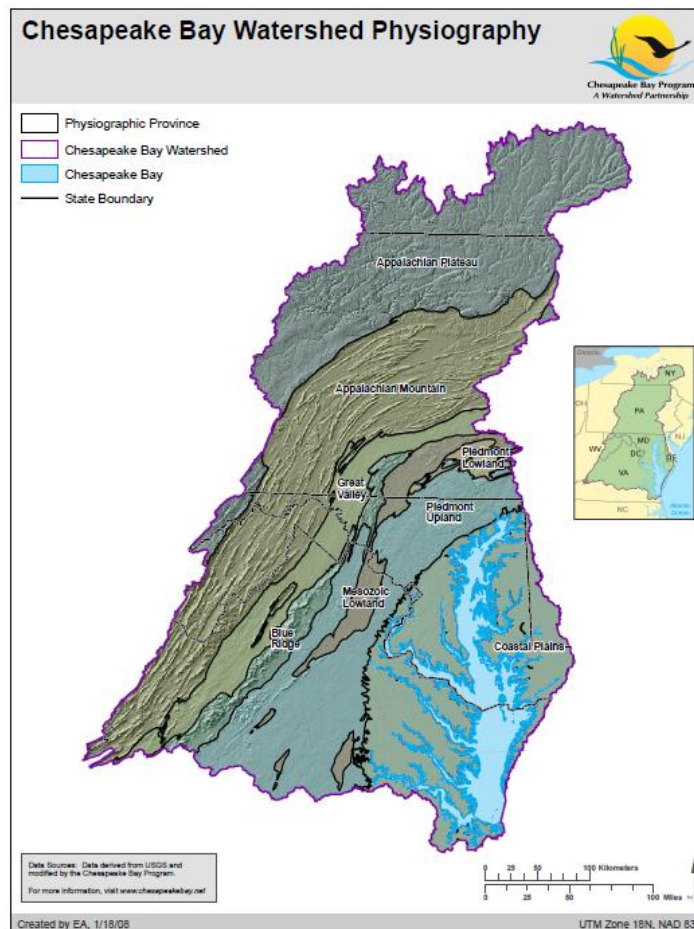 Chesapeake Bay Watershed Physiography
Chesapeake Bay Program
A Watershed Partnership
Physiographic Province
Chesapeake Bay Watershed
Chesapeake Bay
State Boundary
Appalachian Plateau
Appalachian Mountain
Piedmont
Lowland
Great
Valley
Piedmont
Upland
Mesozoic
Lowland
Blue
Ridge
Coastal Plains
Ontario
NY
OH
PA
NJ
WV
MD
DC
DE
VA
NC
Atlantic
Ocean
Data Sources: Data derived from USGS and
modified by the Chesapeake Bay Program.
For more information, visit www.chesapeakebay.net
0 25 50 100 Kilometers
0 25 50 100 Miles
Created by EA, 1/18/08
UTM Zone 18N, NAD 83